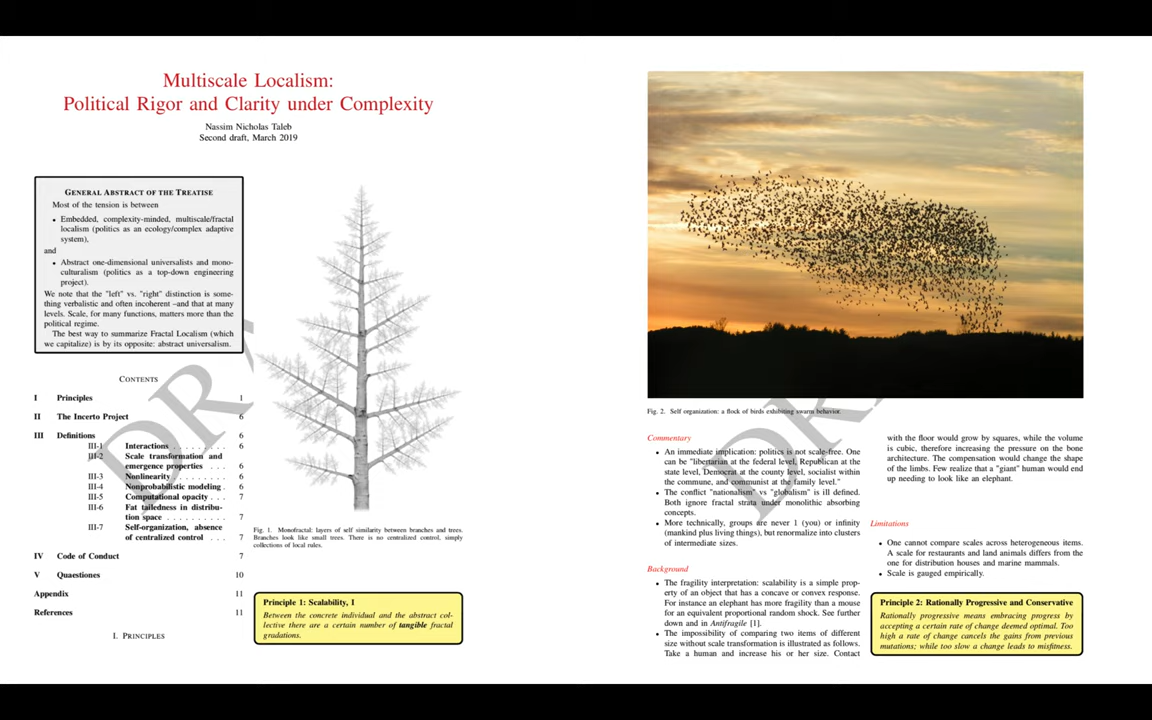 Multiscale Localism:
Political Rigor and Clarity under Complexity
Nassim Nicholas Taleb
Second draft, March 2019
GENERAL ABSTRACT OF THE TREATISE
Most of the tension is between
• Embedded, complexity-minded, multiscale/fractal
localism (politics as an ecology/complex adaptive
system),
and
• Abstract one-dimensional universalists and mono-
culturalism (politics as a top-down engineering
project).
We note that the "left" vs. "right" distinction is some-
thing verbalistic and often incoherent –and that at many
levels. Scale, for many functions, matters more than the
political regime.
The best way to summarize Fractal Localism (which
we capitalize) is by its opposite: abstract universalism.
CONTENTS
I Principles 1
II The Incerto Project 6
III Definitions 6
III-1 Interactions . . . . . . . . . 6
III-2 Scale transformation and
emergence properties . . . 6
III-3 Nonlinearity . . . . . . . . 6
III-4 Nonprobabilistic modeling . 6
III-5 Computational opacity . . . 7
III-6 Fat tailedness in distribu-
tion space . . . . . . . . . . 7
III-7 Self-organization, absence
of centralized control . . . 7
IV Code of Conduct 7
V Quaestiones 10
Appendix 11
References 11
I. PRINCIPLES
Fig. 1. Monofractal: layers of self similarity between branches and trees.
Branches look like small trees. There is no centralized control, simply
collections of local rules.
Principle 1: Scalability, I
Between the concrete individual and the abstract col-
lective there are a certain number of tangible fractal
gradations.
DR
Fig. 2. Self organization: a flock of birds exhibiting swarm behavior.
Commentary
• An immediate implication: politics is not scale-free. One
can be "libertarian at the federal level, Republican at the
state level, Democrat at the county level, socialist within
the commune, and communist at the family level."
• The conflict "nationalism" vs "globalism" is ill defined.
Both ignore fractal strata under monolithic absorbing
concepts.
• More technically, groups are never 1 (you) or infinity
(mankind plus living things), but renormalize into clusters
of intermediate sizes.
Background
• The fragility interpretation: scalability is a simple prop-
erty of an object that has a concave or convex response.
For instance an elephant has more fragility than a mouse
for an equivalent proportional random shock. See further
down and in Antifragile [1].
• The impossibility of comparing two items of different
size without scale transformation is illustrated as follows.
Take a human and increase his or her size. Contact
with the floor would grow by squares, while the volume
is cubic, therefore increasing the pressure on the bone
architecture. The compensation would change the shape
of the limbs. Few realize that a "giant" human would end
up needing to look like an elephant.
Limitations
• One cannot compare scales across heterogeneous items.
A scale for restaurants and land animals differs from the
one for distribution houses and marine mammals.
• Scale is gauged empirically.
Principle 2: Rationally Progressive and Conservative
Rationally progressive means embracing progress by
accepting a certain rate of change deemed optimal. Too
high a rate of change cancels the gains from previous
mutations; while too slow a change leads to misfitness.
DR